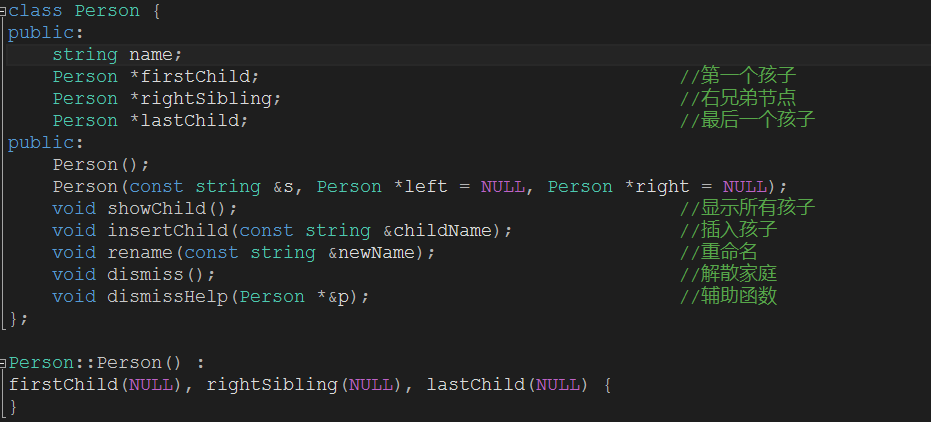 class Person {
public:
    string name;
    Person *firstChild;                                      //第一个孩子
    Person *rightSibling;                                    //右兄弟节点
    Person *lastChild;                                       //最后一个孩子
public:
    Person();
    Person(const string &s, Person *left = NULL, Person *right = NULL);
    void showChild();                                        //显示所有孩子
    void insertChild(const string &childName);               //插入孩子
    void rename(const string &newName);                      //重命名
    void dismiss();                                          //解散家庭
    void dismissHelp(Person *&p);                            //辅助函数
};
Person::Person() :
firstChild(NULL), rightSibling(NULL), lastChild(NULL) {
}